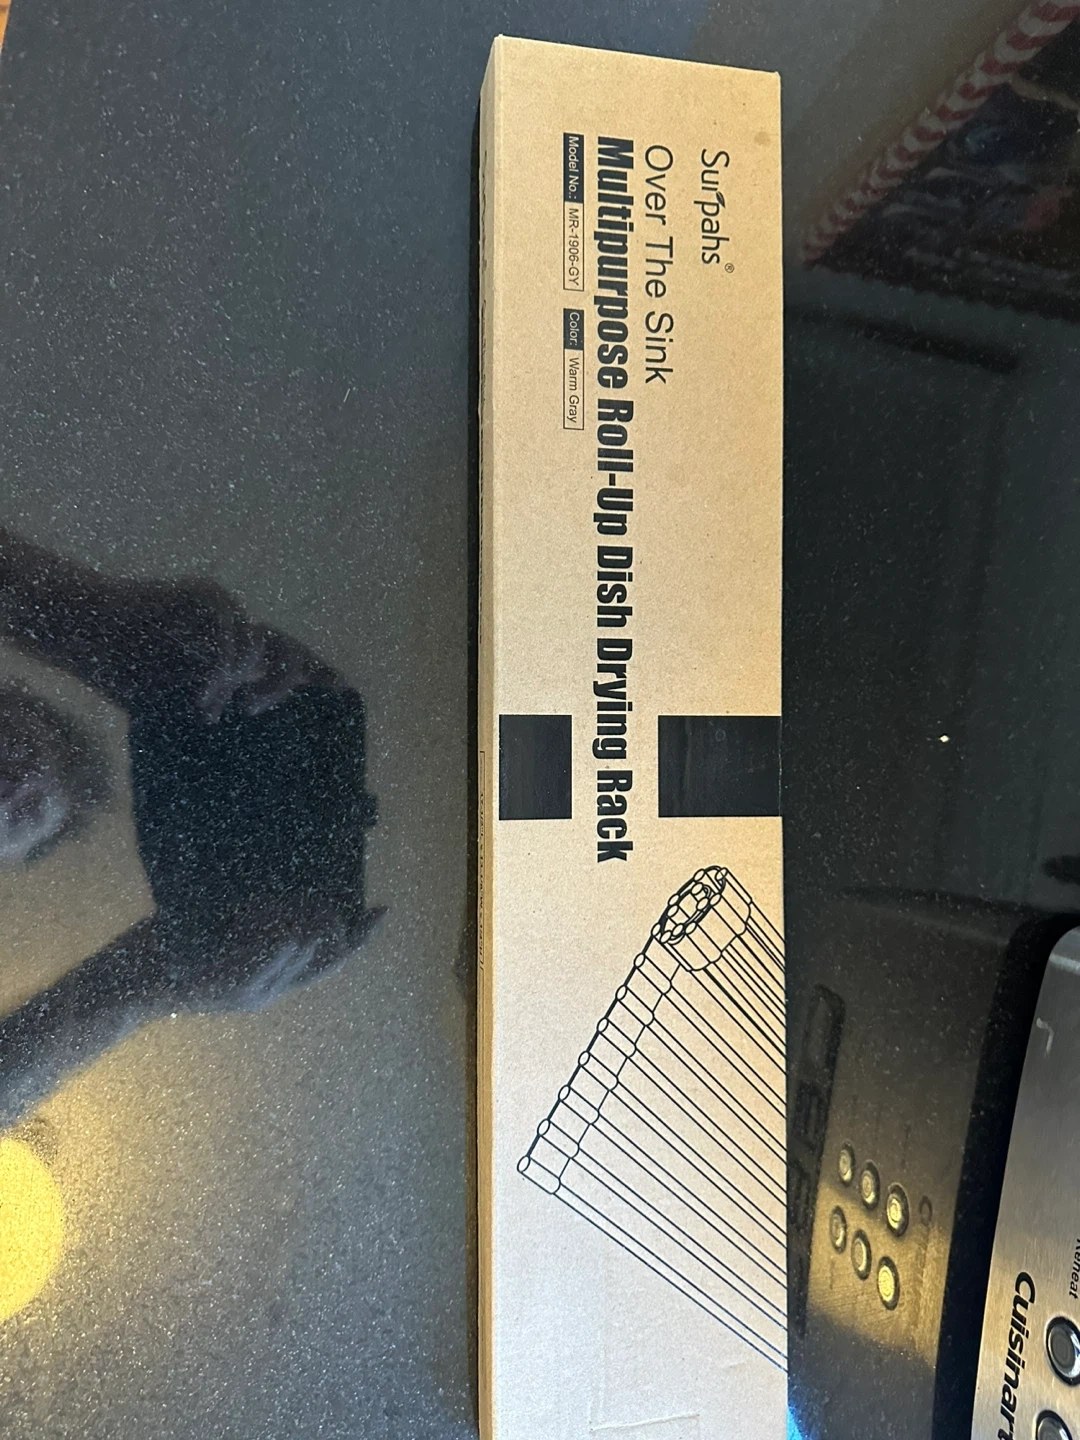 Surpahs®
Over The Sink
Multipurpose Roll-Up Dish Drying Rack
Model No.: MR-1906-GY Color: Warm Gray
Reheat
Cuisinart